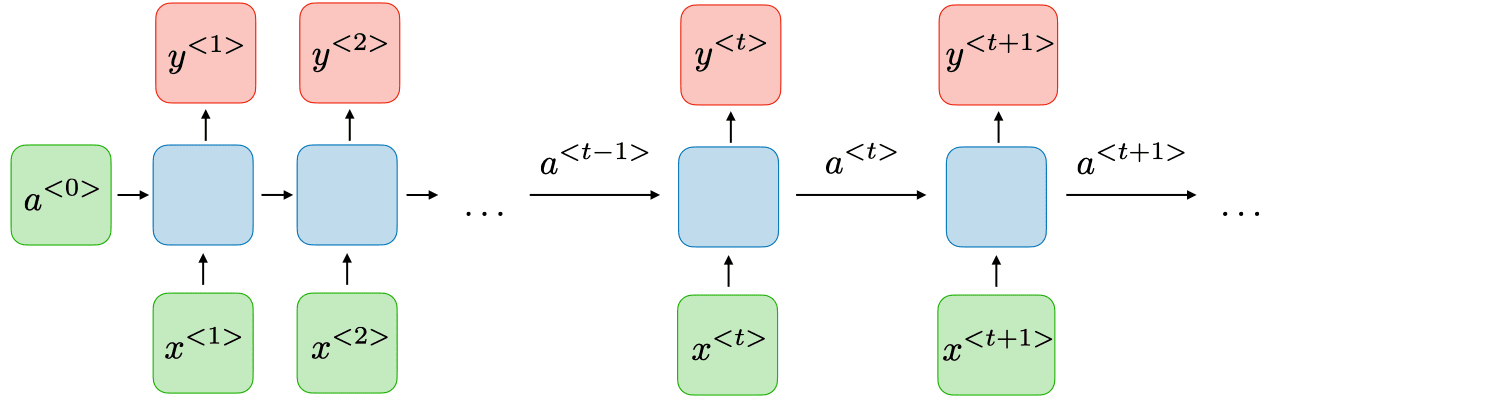 y<1> y<2> y<t> y<t+1>
a<t−1> a<t> a<t+1>
a<0> ... ...
x<1> x<2> x<t> x<t+1>